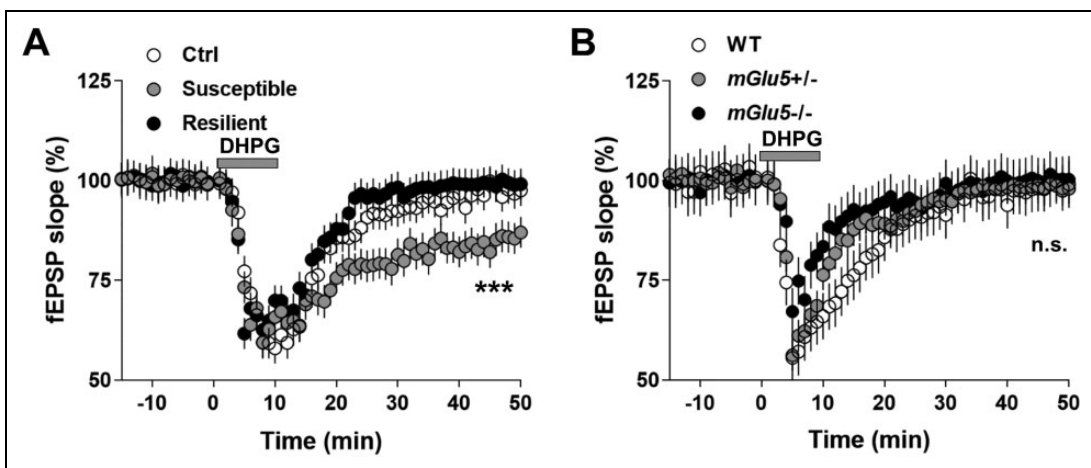 A
Ctrl
Susceptible
Resilient
DHPG
125
100
75
50
fEPSP slope (%)
-10 0 10 20 30 40 50
Time (min)
***
B
WT
mGlu5+/-
mGlu5-/-
DHPG
125
100
75
50
fEPSP slope (%)
-10 0 10 20 30 40 50
Time (min)
n.s.